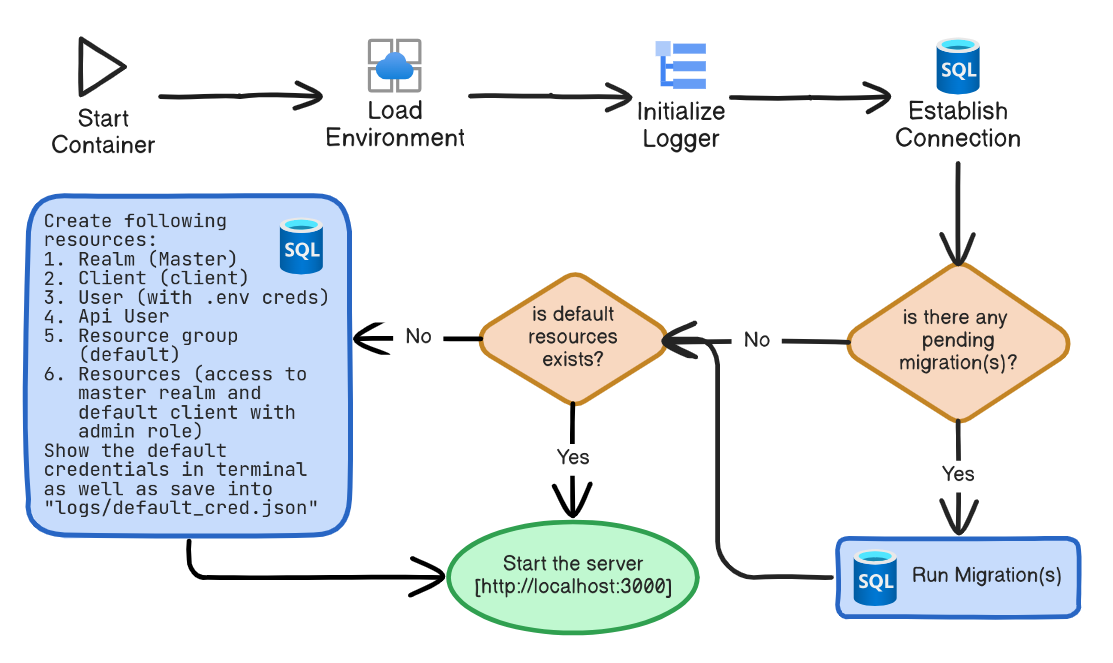 Start
Container
Load
Environment
Initialize
Logger
SQL
Establish
Connection
is there any
pending
migration(s)?
No
Yes
SQL
Run Migration(s)
is default
resources
exists?
No
Yes
Create following
resources:
SQL
1. Realm (Master)
2. Client (client)
3. User (with .env creds)
4. Api User
5. Resource group
(default)
6. Resources (access to
master realm and
default client with
admin role)
Show the default
credentials in terminal
as well as save into
"logs/default_cred.json"
Start the server
[http://localhost:3000]